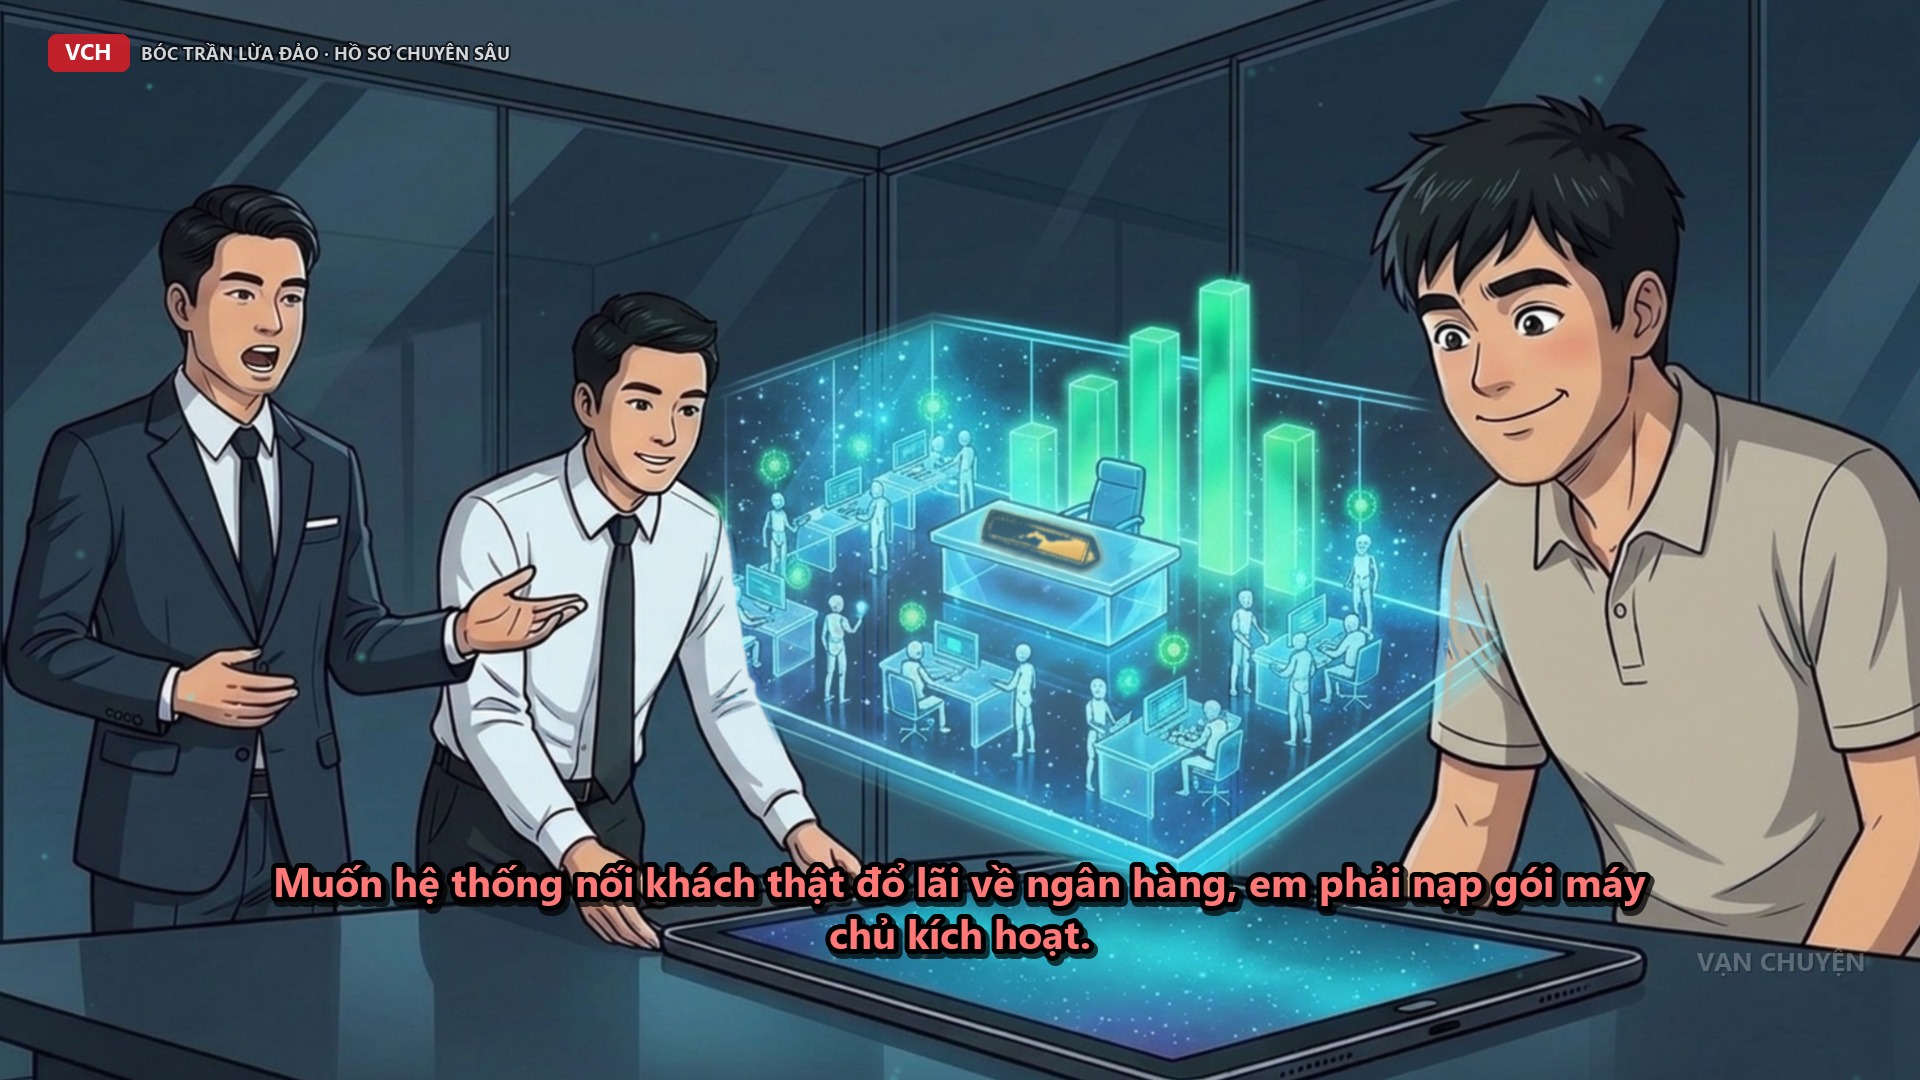 VCH BÓC TRẦN LỪA ĐẢO · HỒ SƠ CHUYÊN SÂU
Muốn hệ thống nối khách thật đổ lãi về ngân hàng, em phải nạp gói máy
chủ kích hoạt.
VẠN CHUYỆN